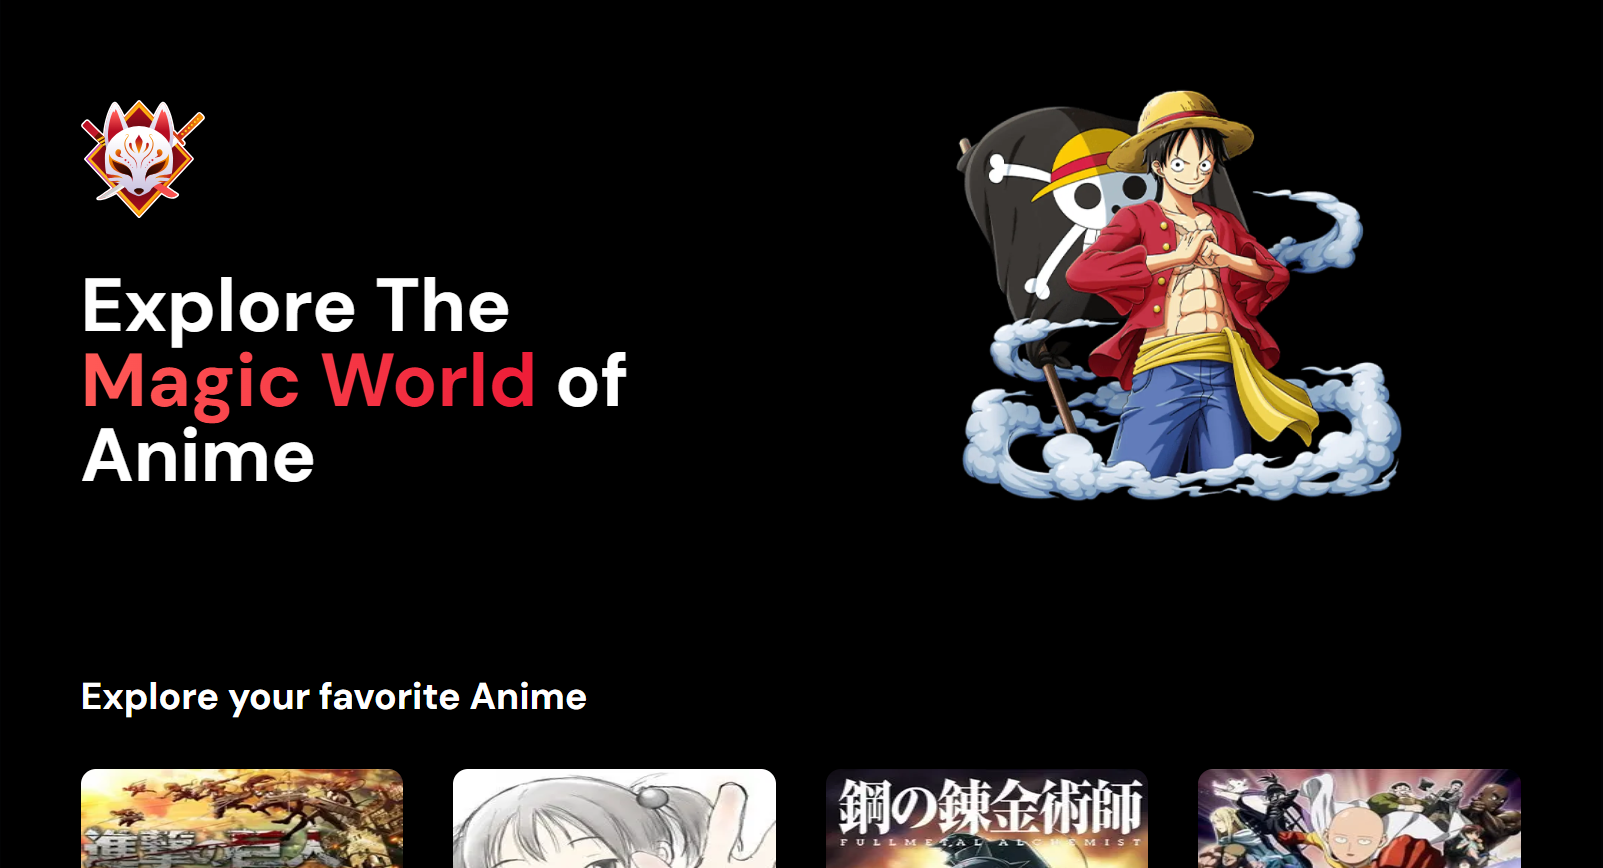 Explore The
Magic World of
Anime
Explore your favorite Anime
進撃の巨人
鋼の錬金術師
FULLMETAL ALCHEMIST